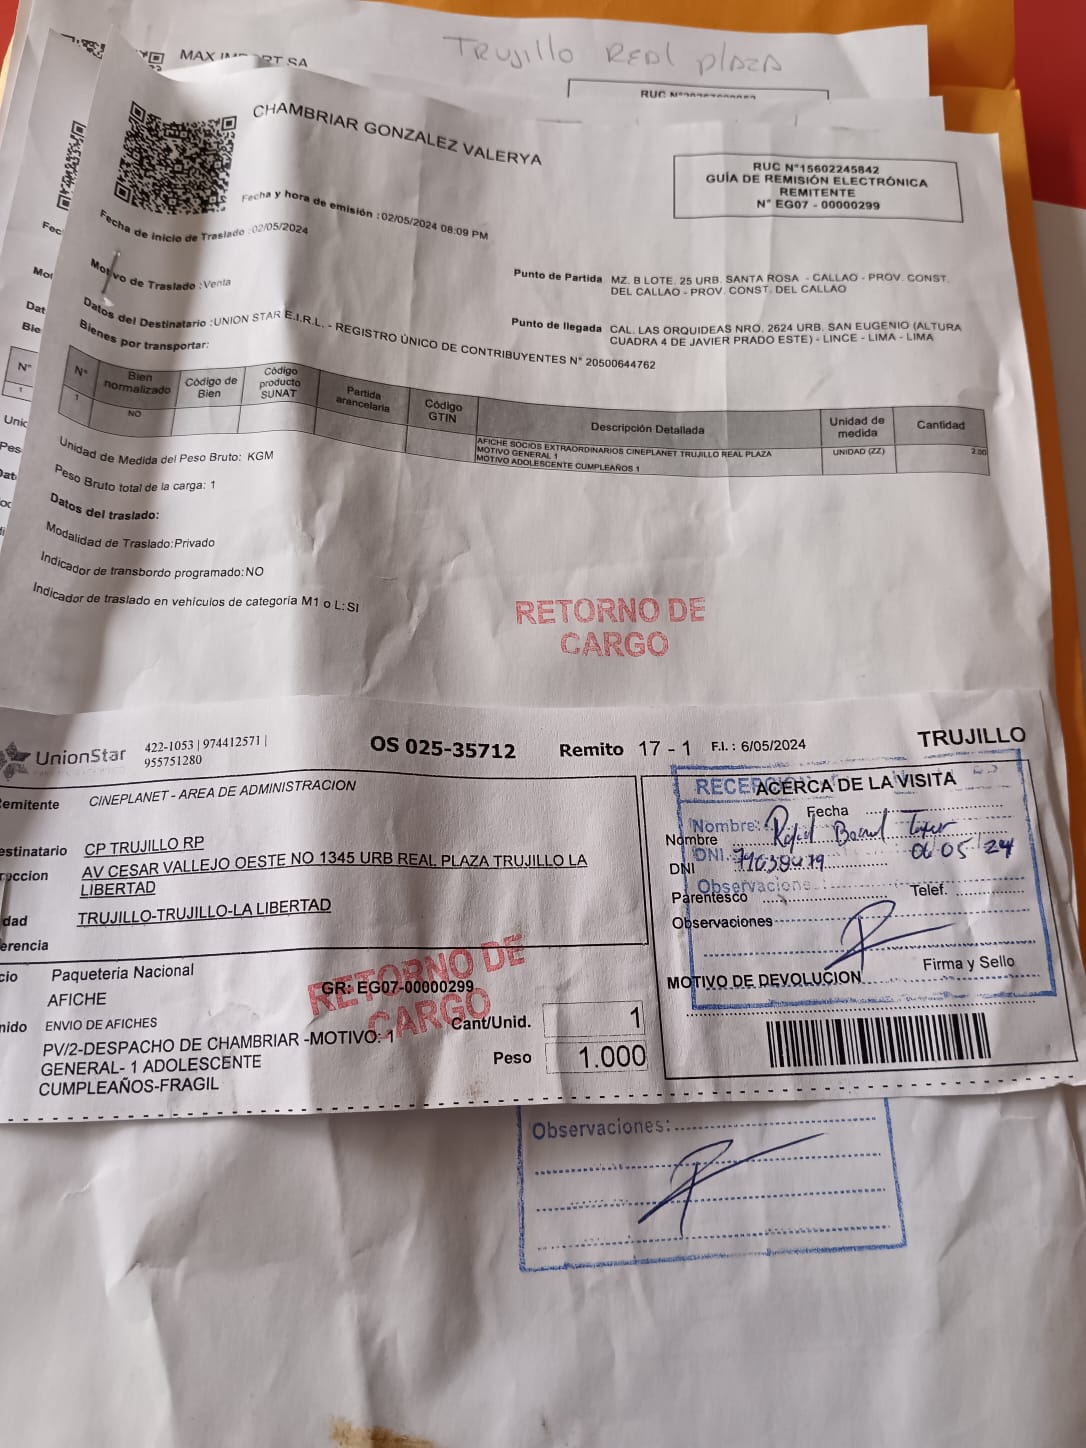 Trujillo Real plaza
MAX IMPORT SA
RUC N°
CHAMBRIAR GONZALEZ VALERYA
RUC N°15602245842
GUÍA DE REMISIÓN ELECTRÓNICA
REMITENTE
N° EG07 - 00000299
Fecha y hora de emisión :02/05/2024 08:09 PM
Fecha de inicio de Traslado :02/05/2024
Motivo de Traslado :Venta
Punto de Partida MZ. B LOTE. 25 URB. SANTA ROSA - CALLAO - PROV. CONST.
DEL CALLAO - PROV. CONST. DEL CALLAO
Datos del Destinatario :UNION STAR E.I.R.L. - REGISTRO ÚNICO DE CONTRIBUYENTES N° 20500644762
Punto de llegada CAL. LAS ORQUIDEAS NRO. 2624 URB. SAN EUGENIO (ALTURA
CUADRA 4 DE JAVIER PRADO ESTE) - LINCE - LIMA - LIMA
Bienes por transportar:
N° Bien normalizado Código de Bien Código producto SUNAT Partida arancelaria Código GTIN Descripción Detallada Unidad de medida Cantidad
1 NO AFICHE SOCIOS EXTRAORDINARIOS CINEPLANET TRUJILLO REAL PLAZA UNIDAD (ZZ) 2.00
MOTIVO GENERAL 1
MOTIVO ADOLESCENTE CUMPLEAÑOS 1
Unidad de Medida del Peso Bruto: KGM
Peso Bruto total de la carga: 1
Datos del traslado:
Modalidad de Traslado:Privado
Indicador de transbordo programado:NO
Indicador de traslado en vehículos de categoría M1 o L:SI
RETORNO DE
CARGO
UnionStar
422-1053 | 974412571 |
955751280
OS 025-35712
Remito 17 - 1
F.I. : 6/05/2024
TRUJILLO
emitente CINEPLANET - AREA DE ADMINISTRACION
estinatario CP TRUJILLO RP
reccion AV CESAR VALLEJO OESTE NO 1345 URB REAL PLAZA TRUJILLO LA
LIBERTAD
dad TRUJILLO-TRUJILLO-LA LIBERTAD
erencia
cio Paqueteria Nacional
AFICHE
GR: EG07-00000299
RETORNO DE
CARGO
nido ENVIO DE AFICHES
PV/2-DESPACHO DE CHAMBRIAR -MOTIVO: 1
GENERAL- 1 ADOLESCENTE
CUMPLEAÑOS-FRAGIL
Cant/Unid. 1
Peso 1.000
ACERCA DE LA VISITA
Fecha
Nombre:
Nombre
DNI.
DNI
06 05 24
Observacione
Parentesco
Telef.
Observaciones
Firma y Sello
MOTIVO DE DEVOLUCION
Observaciones: